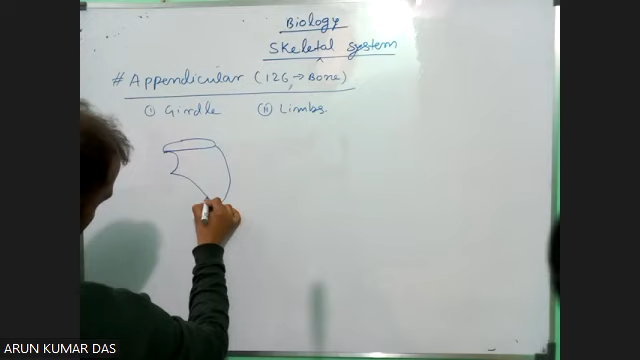 Biology
Skeletal system
# Appendicular (126 → Bone)
(i) Girdle (ii) Limbs.
ARUN KUMAR DAS